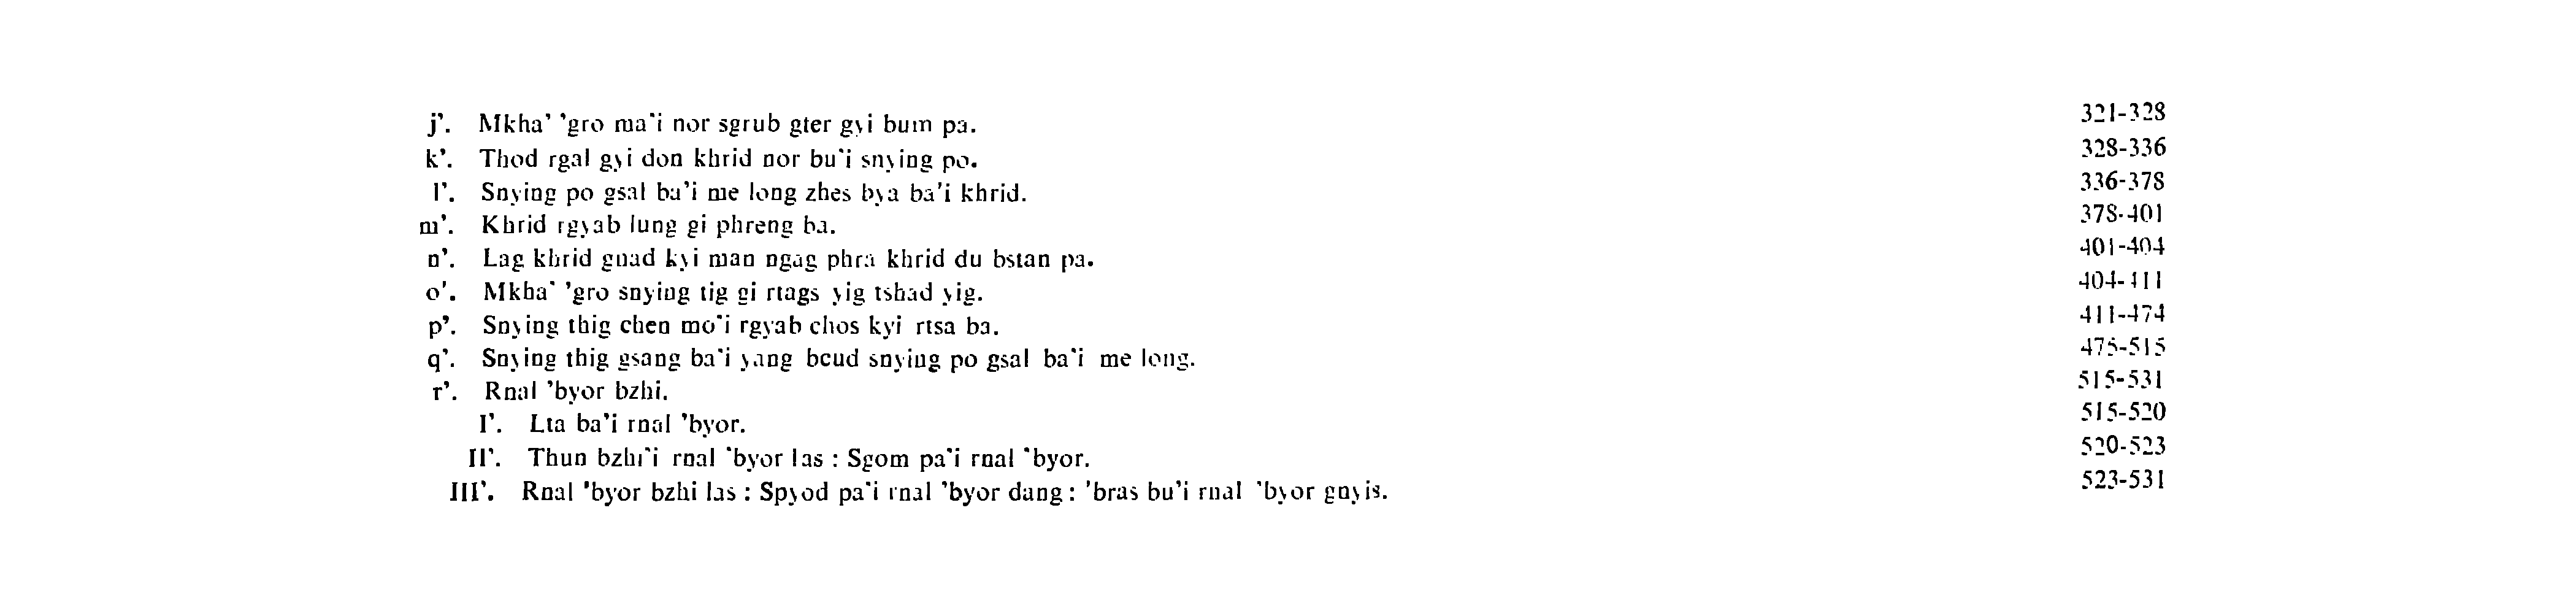 j'. Mkha' 'gro ma'i nor sgrub gter gyi bum pa. 321-328
k'. Thod rgal gyi don khrid nor bu'i snying po. 328-336
l'. Snying po gsal ba'i me long zhes bya ba'i khrid. 336-378
m'. Khrid rgyab lung gi phreng ba. 378-401
n'. Lag khrid gnad kyi man ngag phra khrid du bstan pa. 401-404
o'. Mkha' 'gro snying tig gi rtags yig tshad yig. 404-411
p'. Snying thig chen mo'i rgyab chos kyi rtsa ba. 411-474
q'. Snying thig gsang ba'i yang bcud snying po gsal ba'i me long. 475-515
r'. Rnal 'byor bzhi. 515-531
I'. Lta ba'i rnal 'byor. 515-520
II'. Thun bzhi'i rnal 'byor las : Sgom pa'i rnal 'byor. 520-523
III'. Rnal 'byor bzhi las : Spyod pa'i rnal 'byor dang : 'bras bu'i rnal 'byor gnyis. 523-531